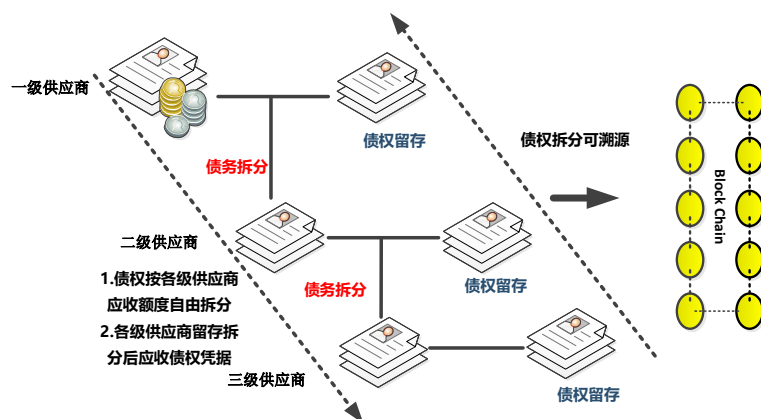 一级供应商
债权留存
债权拆分可溯源
债务拆分
Block Chain
二级供应商
1.债权按各级供应商
应收额度自由拆分
2.各级供应商留存拆
分后应收债权凭据
债务拆分
债权留存
三级供应商
债权留存